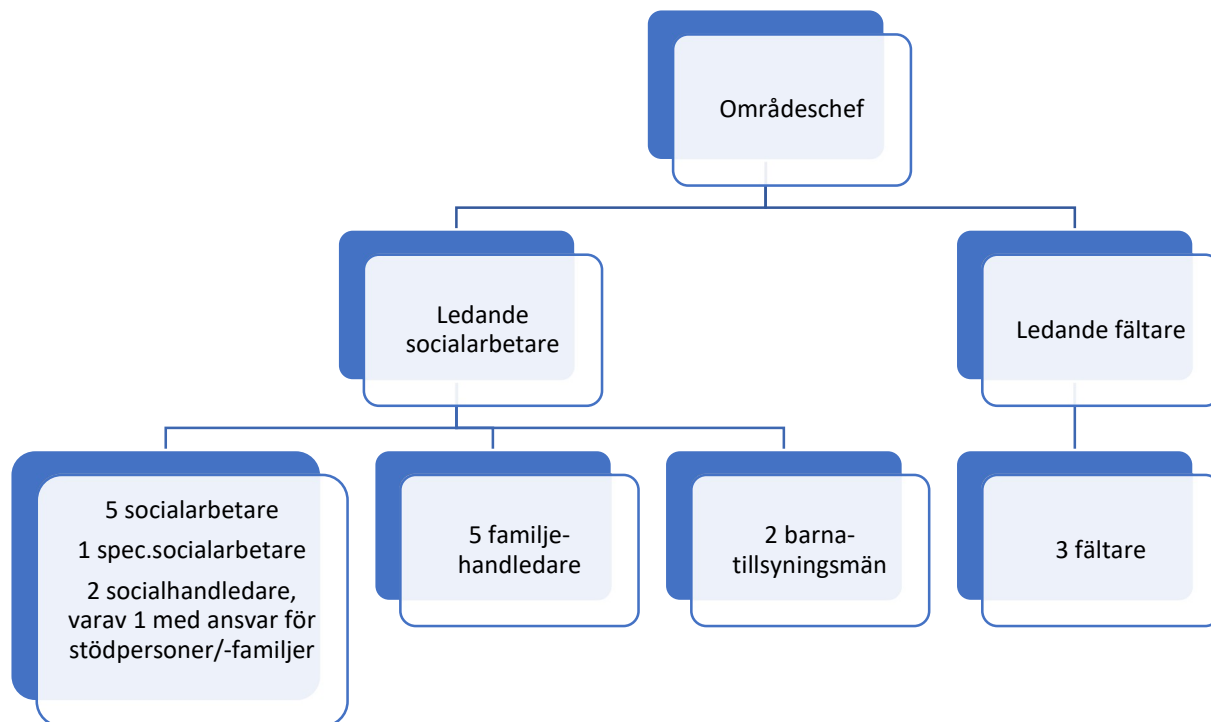 Områdeschef
Ledande
socialarbetare
Ledande fältare
5 socialarbetare
1 spec.socialarbetare
2 socialhandledare,
varav 1 med ansvar för
stödpersoner/-familjer
5 familje-
handledare
2 barna-
tillsyningsmän
3 fältare